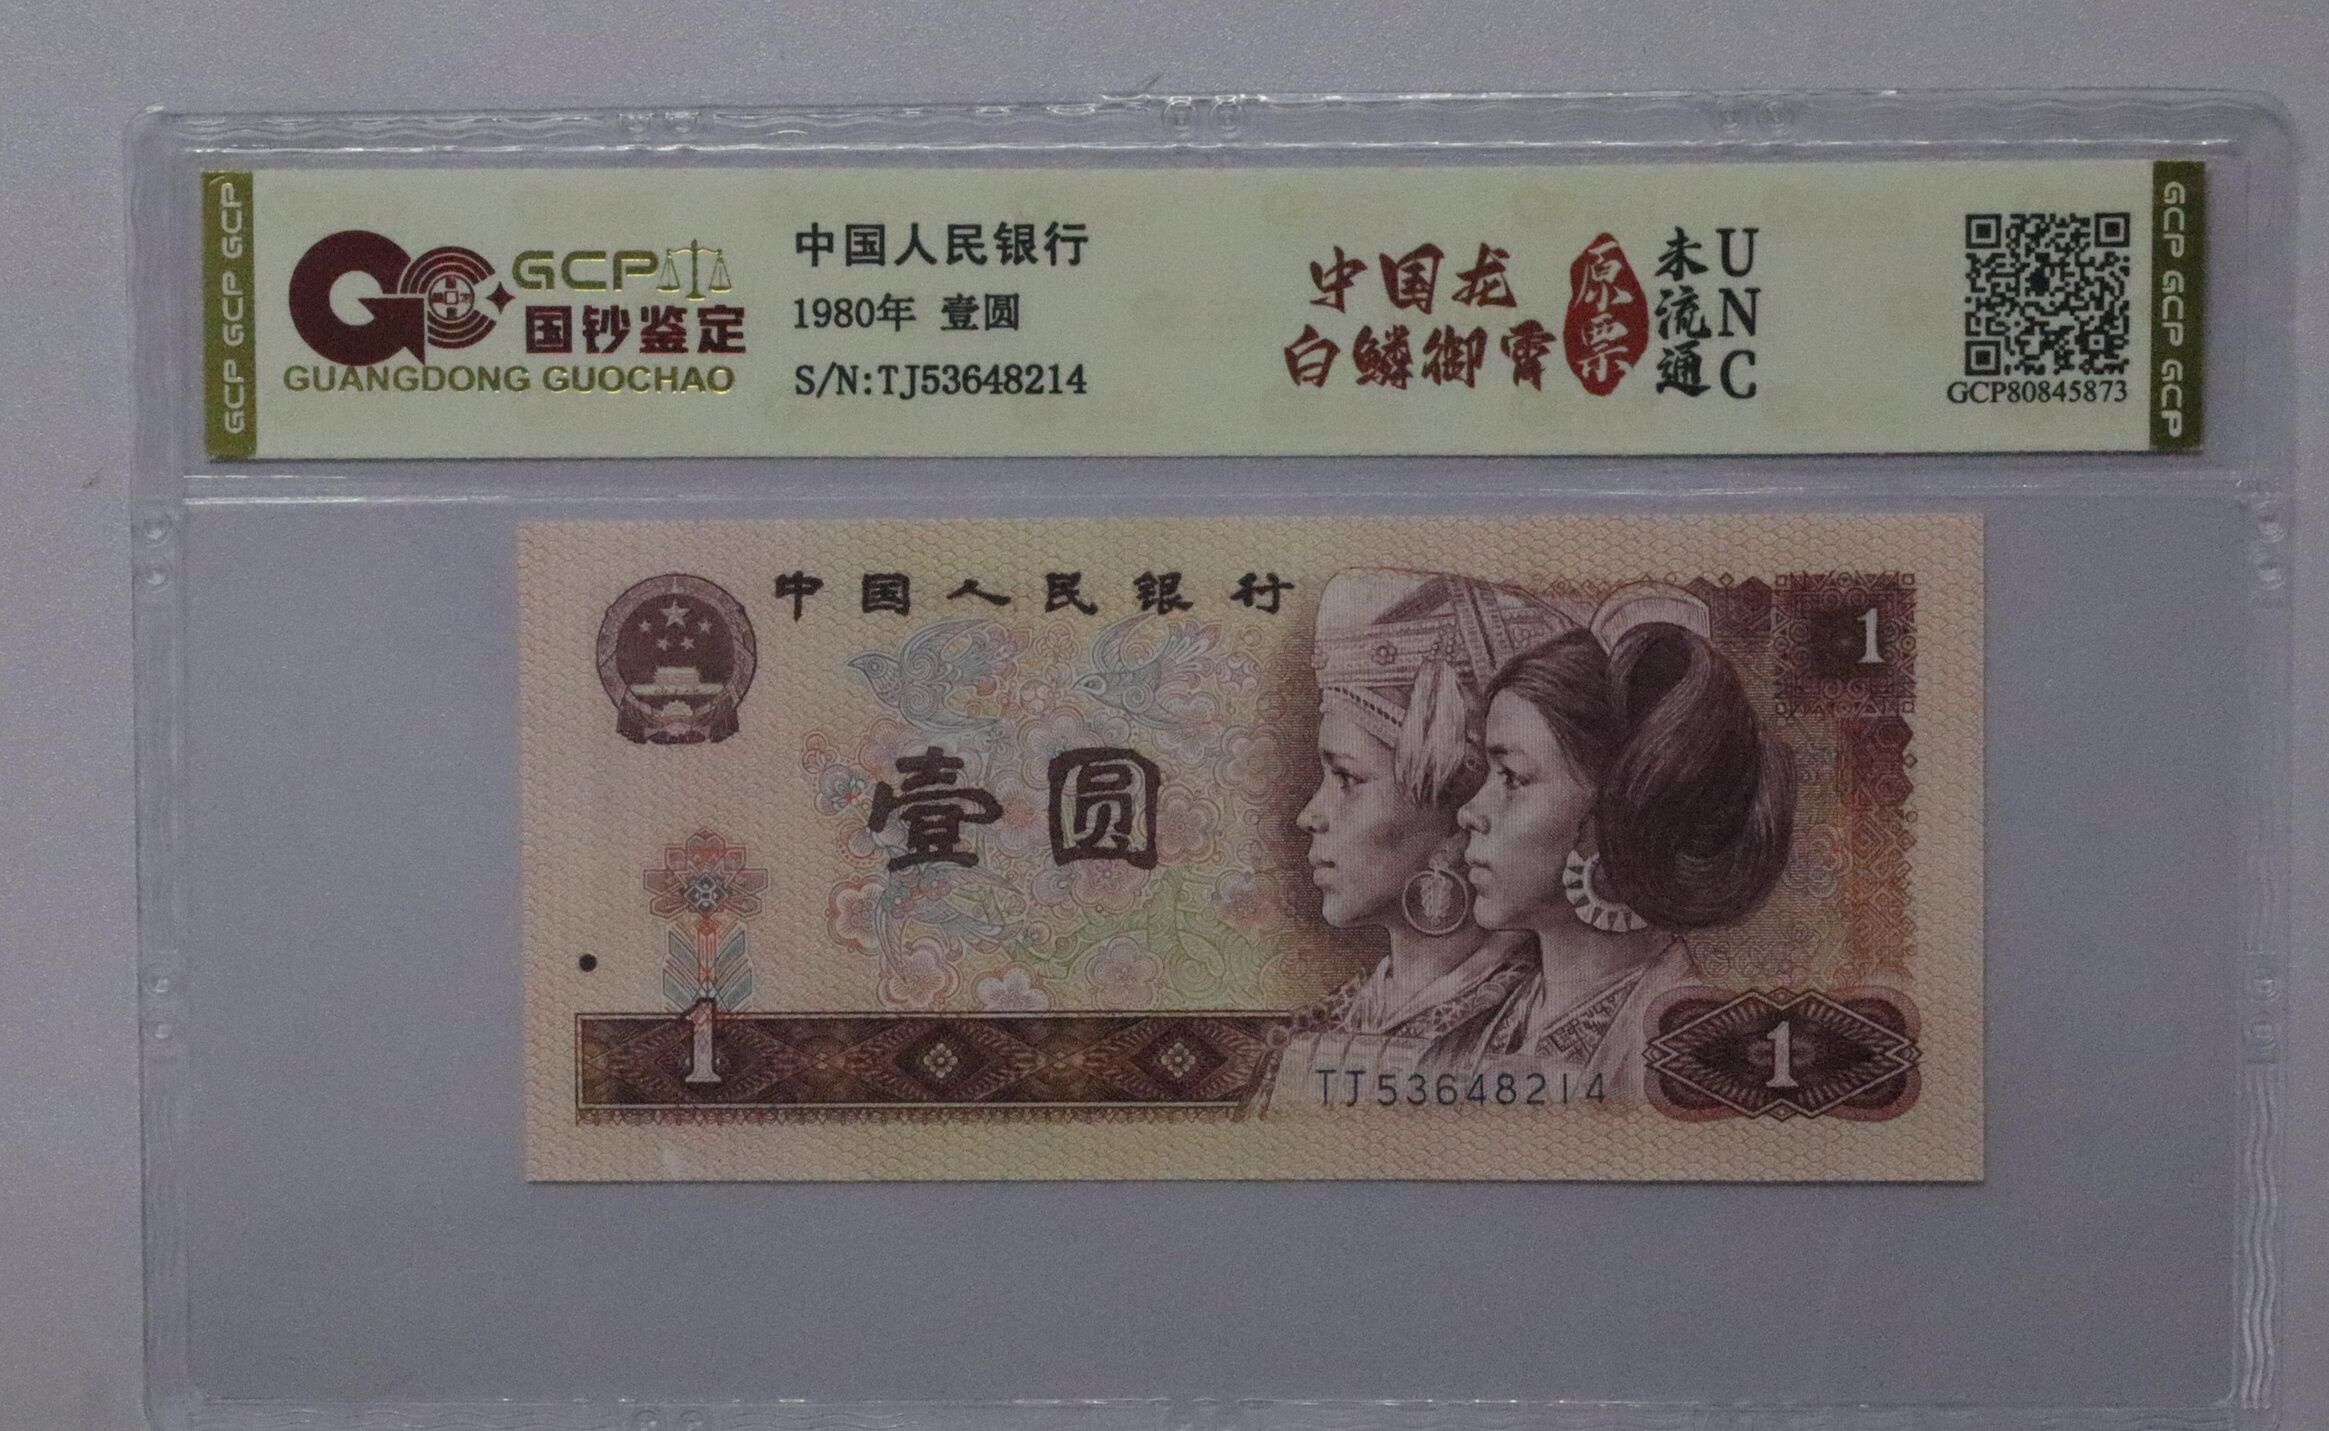 GCP GCP GCP
GCP
国钞鉴定
GUANGDONG GUOCHAO
中国人民银行
1980年 壹圆
S/N:TJ53648214
中国龙
白鳞御霄
原票
未流通
UNC
GCP80845873
GCP GCP GCP
中国人民银行
1
壹圆
1
1
TJ53648214